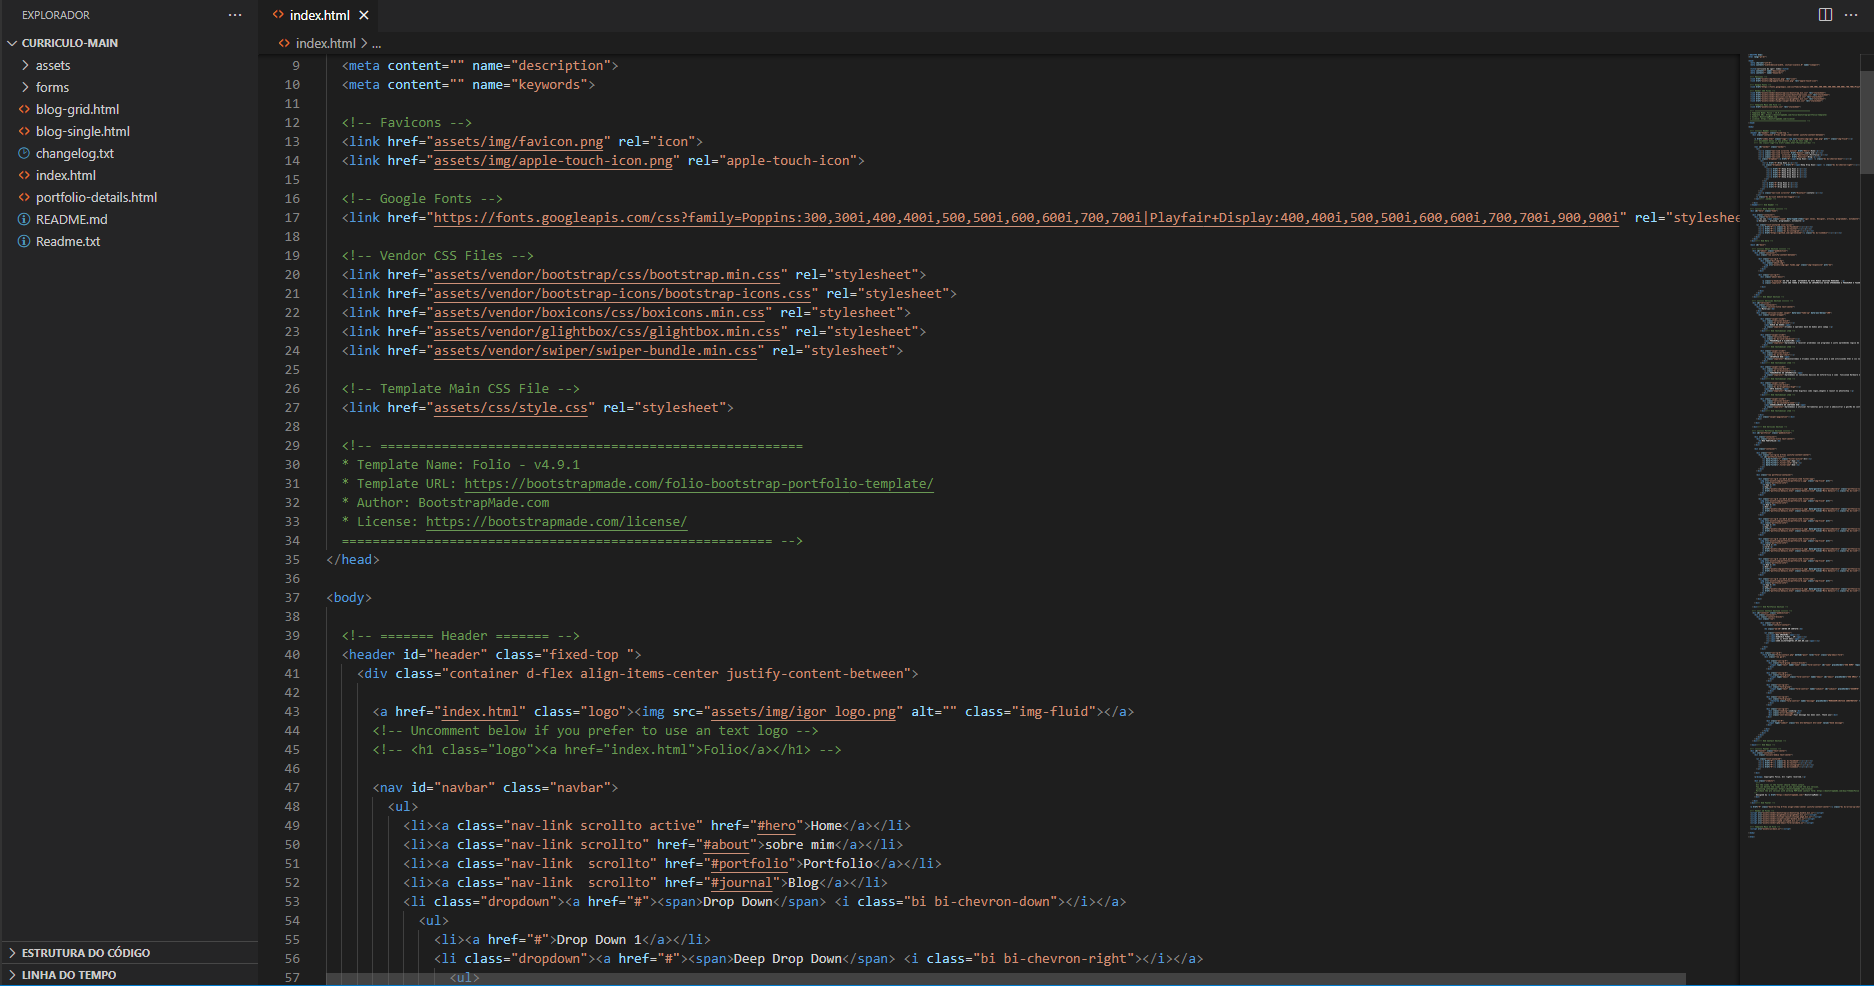 EXPLORADOR
CURRICULO-MAIN
assets
forms
blog-grid.html
blog-single.html
changelog.txt
index.html
portfolio-details.html
README.md
Readme.txt
ESTRUTURA DO CÓDIGO
LINHA DO TEMPO
index.html
index.html > ...
9 <meta content="" name="description">
10 <meta content="" name="keywords">
11
12 <!-- Favicons -->
13 <link href="assets/img/favicon.png" rel="icon">
14 <link href="assets/img/apple-touch-icon.png" rel="apple-touch-icon">
15
16 <!-- Google Fonts -->
17 <link href="https://fonts.googleapis.com/css?family=Poppins:300,300i,400,400i,500,500i,600,600i,700,700i|Playfair+Display:400,400i,500,500i,600,600i,700,700i,900,900i" rel="styleshee
18
19 <!-- Vendor CSS Files -->
20 <link href="assets/vendor/bootstrap/css/bootstrap.min.css" rel="stylesheet">
21 <link href="assets/vendor/bootstrap-icons/bootstrap-icons.css" rel="stylesheet">
22 <link href="assets/vendor/boxicons/css/boxicons.min.css" rel="stylesheet">
23 <link href="assets/vendor/glightbox/css/glightbox.min.css" rel="stylesheet">
24 <link href="assets/vendor/swiper/swiper-bundle.min.css" rel="stylesheet">
25
26 <!-- Template Main CSS File -->
27 <link href="assets/css/style.css" rel="stylesheet">
28
29 <!-- =======================================================
30 * Template Name: Folio - v4.9.1
31 * Template URL: https://bootstrapmade.com/folio-bootstrap-portfolio-template/
32 * Author: BootstrapMade.com
33 * License: https://bootstrapmade.com/license/
34 ======================================================== -->
35 </head>
36
37 <body>
38
39 <!-- ======= Header ======= -->
40 <header id="header" class="fixed-top ">
41 <div class="container d-flex align-items-center justify-content-between">
42
43 <a href="index.html" class="logo"><img src="assets/img/igor logo.png" alt="" class="img-fluid"></a>
44 <!-- Uncomment below if you prefer to use an text logo -->
45 <!-- <h1 class="logo"><a href="index.html">Folio</a></h1> -->
46
47 <nav id="navbar" class="navbar">
48 <ul>
49 <li><a class="nav-link scrollto active" href="#hero">Home</a></li>
50 <li><a class="nav-link scrollto" href="#about">sobre mim</a></li>
51 <li><a class="nav-link  scrollto" href="#portfolio">Portfolio</a></li>
52 <li><a class="nav-link  scrollto" href="#journal">Blog</a></li>
53 <li class="dropdown"><a href="#"><span>Drop Down</span> <i class="bi bi-chevron-down"></i></a>
54 <ul>
55 <li><a href="#">Drop Down 1</a></li>
56 <li class="dropdown"><a href="#"><span>Deep Drop Down</span> <i class="bi bi-chevron-right"></i></a>
57 <ul>